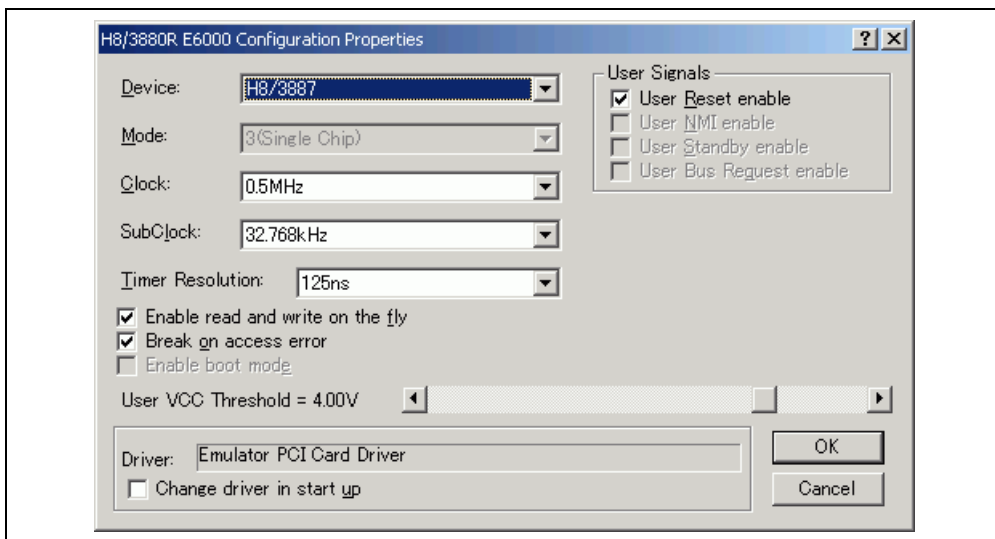 H8/3880R E6000 Configuration Properties
Device:
H8/3887
Mode:
3(Single Chip)
Clock:
0.5MHz
SubClock:
32.768kHz
Timer Resolution:
125ns
Enable read and write on the fly
Break on access error
Enable boot mode
User VCC Threshold = 4.00V
User Signals
User Reset enable
User NMI enable
User Standby enable
User Bus Request enable
Driver:
Emulator PCI Card Driver
Change driver in start up
OK
Cancel